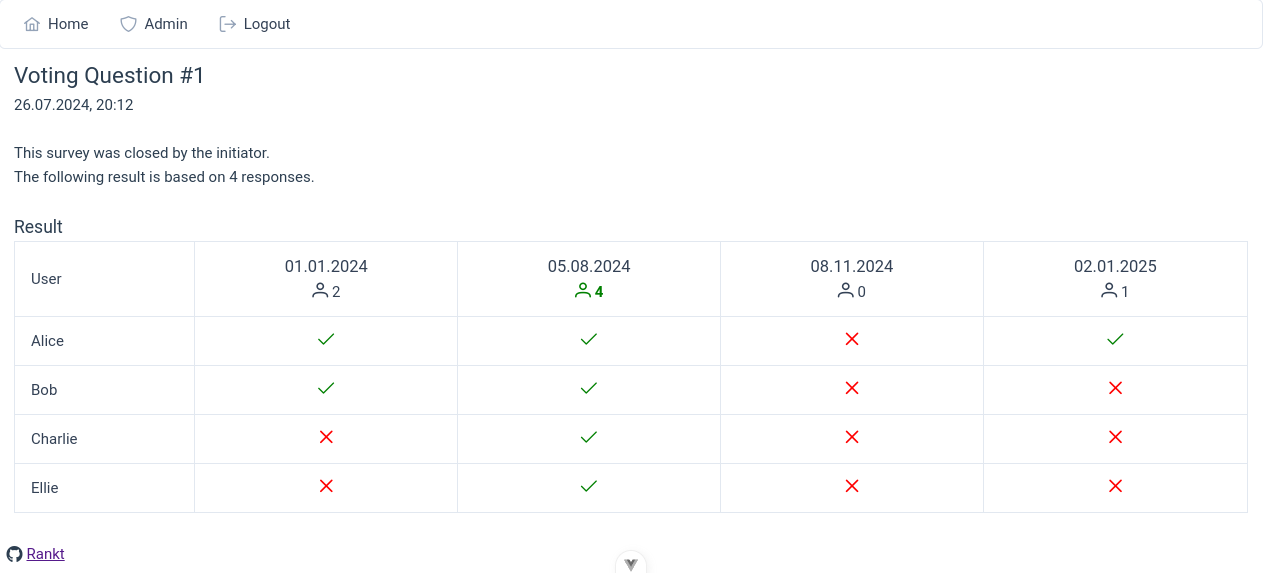 Home Admin Logout
Voting Question #1
26.07.2024, 20:12
This survey was closed by the initiator.
The following result is based on 4 responses.
Result
User 01.01.2024 05.08.2024 08.11.2024 02.01.2025
2 4 0 1
Alice
Bob
Charlie
Ellie
Rankt